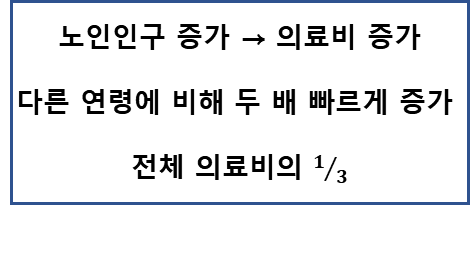 노인인구 증가 → 의료비 증가
다른 연령에 비해 두 배 빠르게 증가
전체 의료비의 1/3